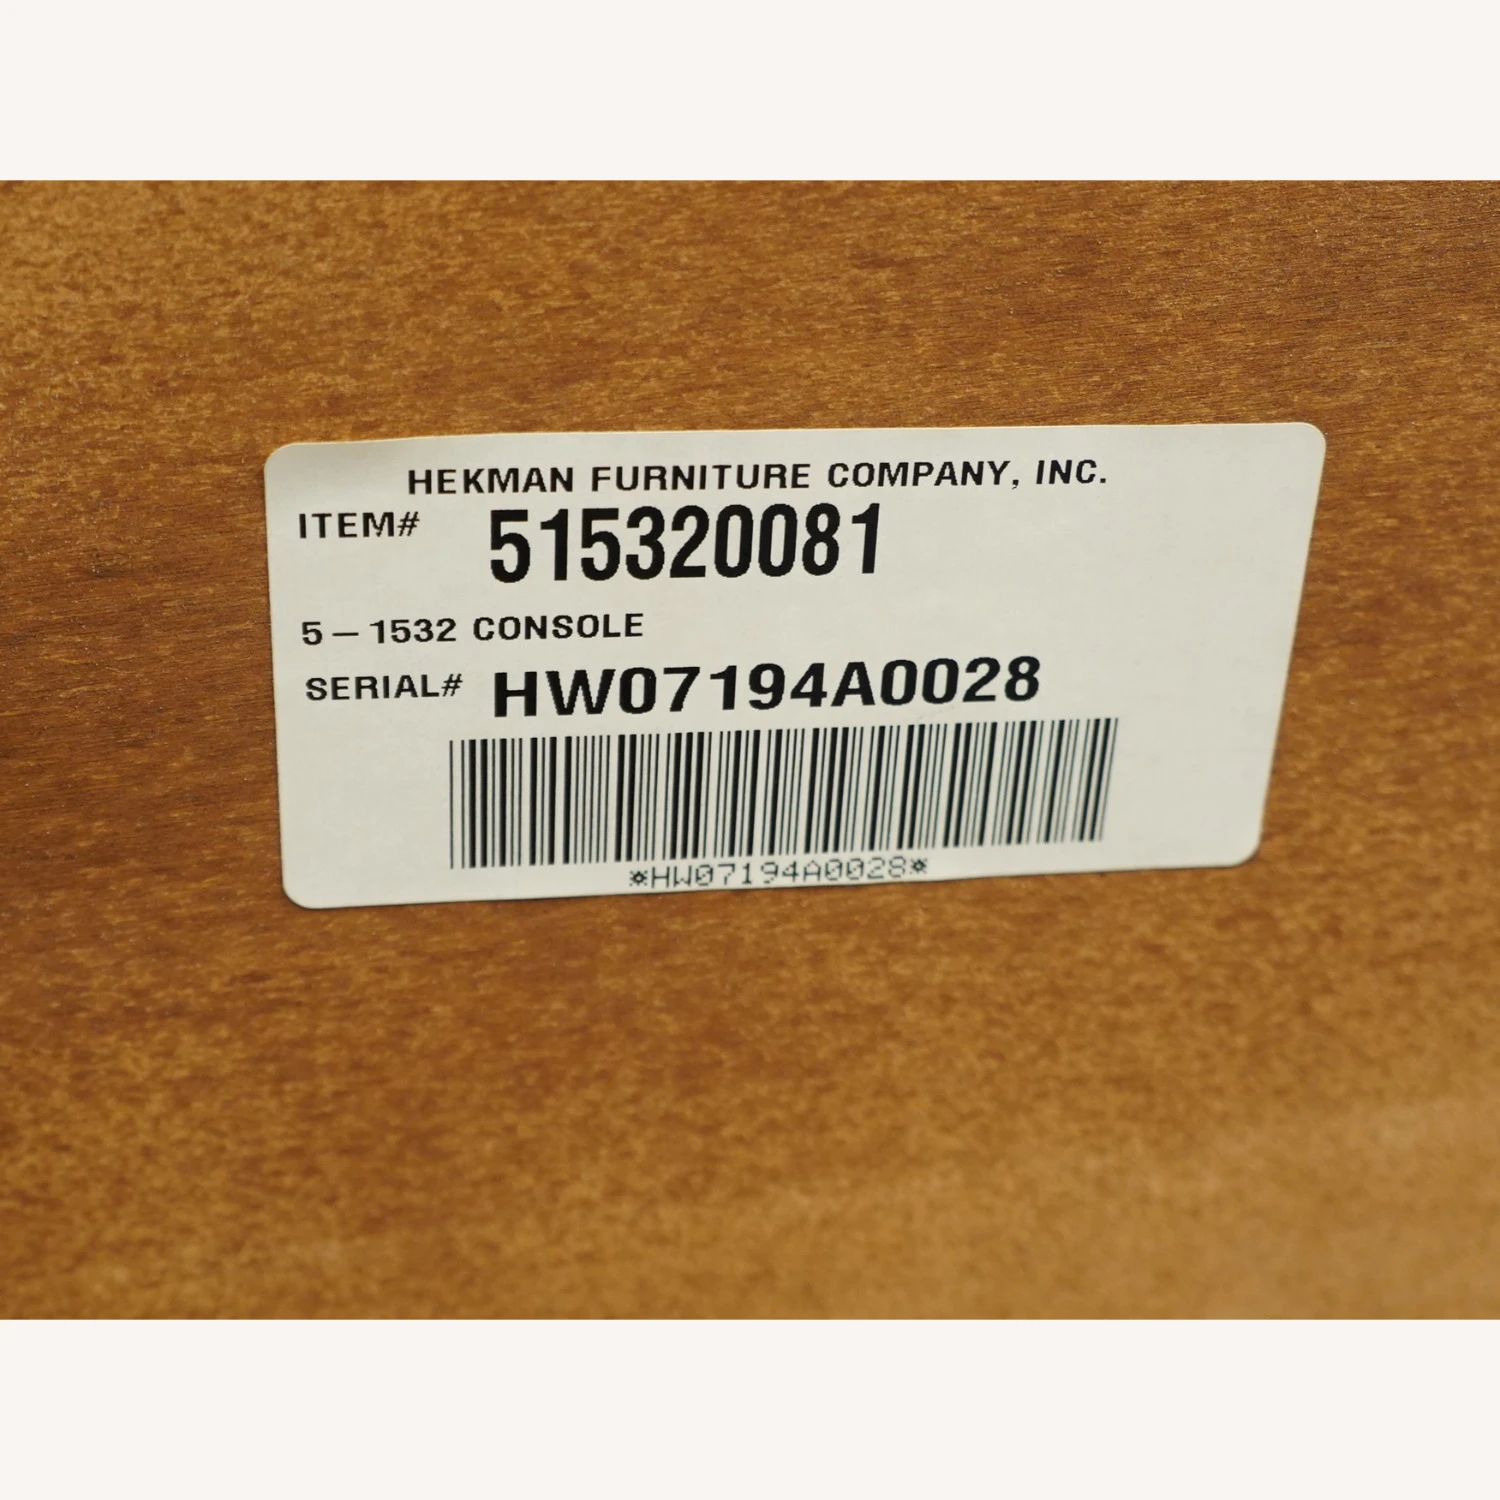 HEKMAN FURNITURE COMPANY, INC.
ITEM# 515320081
5 – 1532 CONSOLE
SERIAL# HW07194A0028
*HW07194A0028*